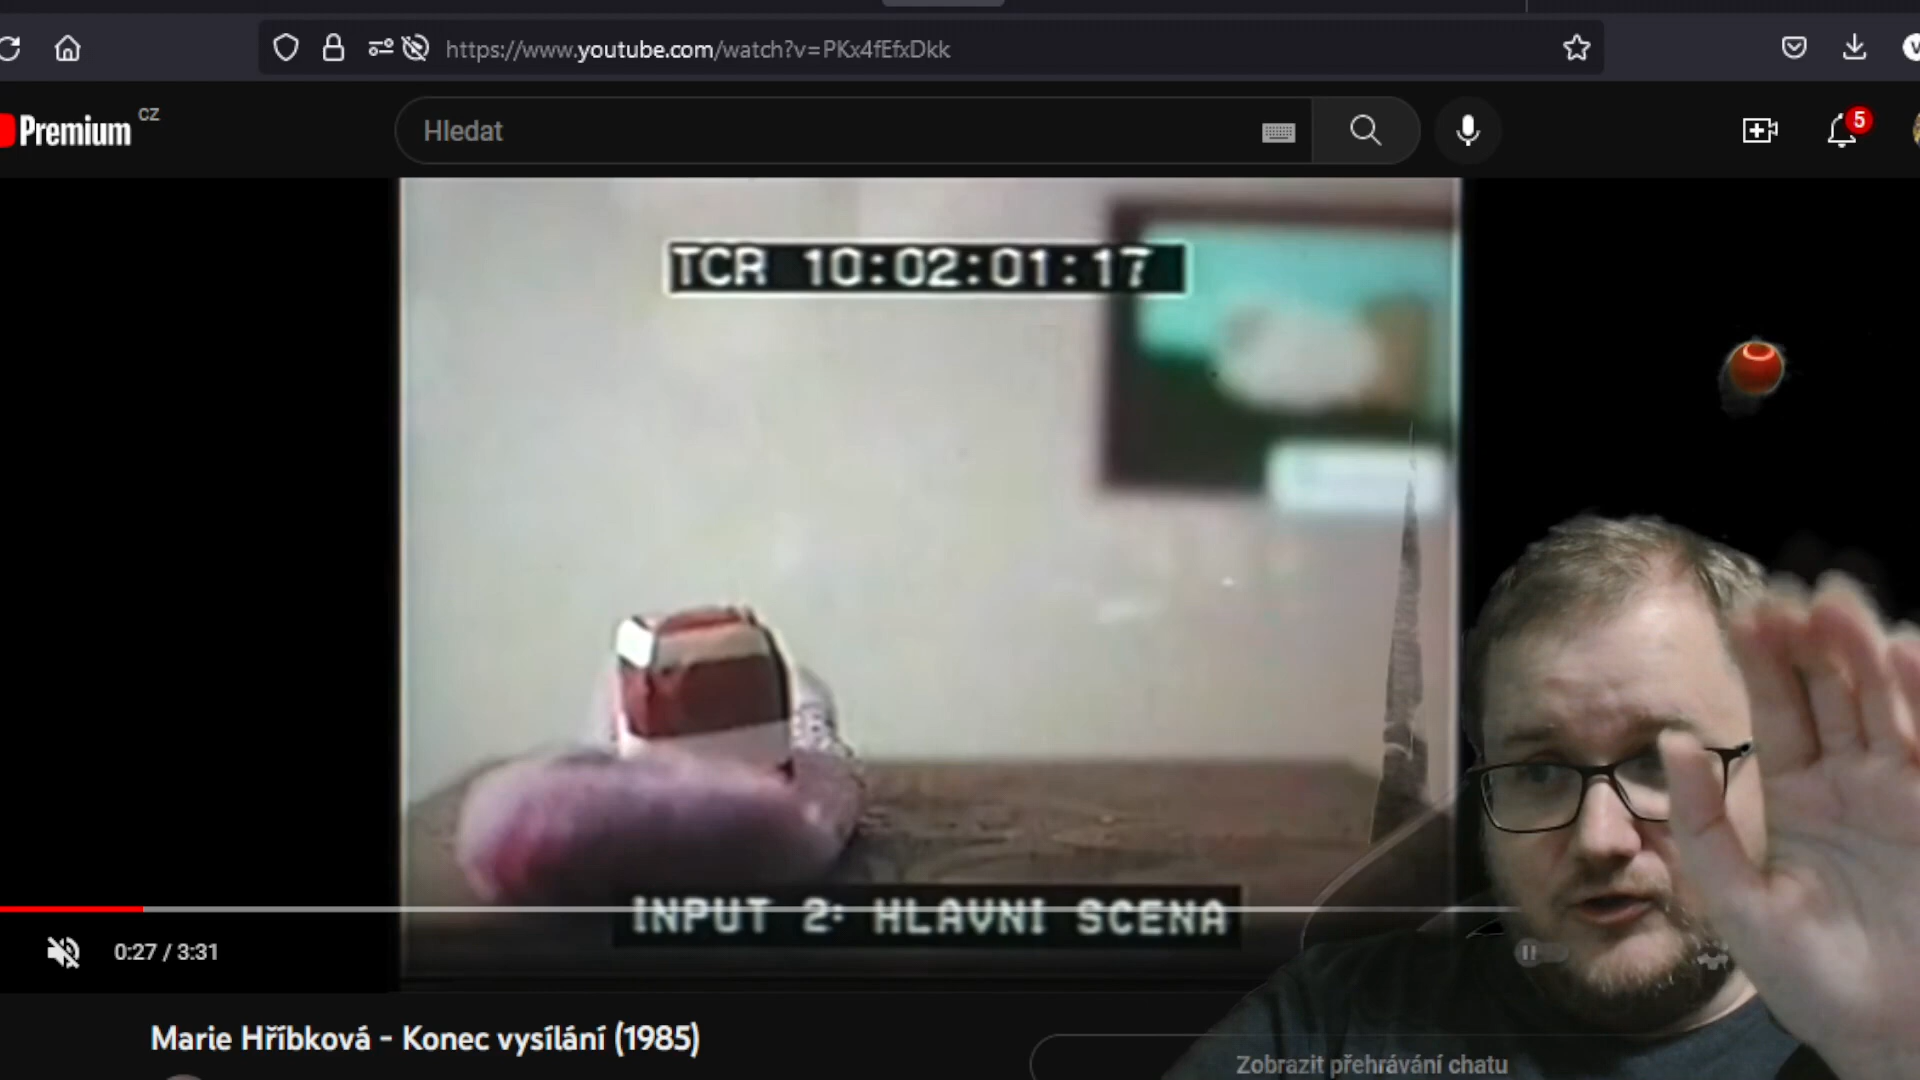 https://www.youtube.com/watch?v=PKx4fEfxDkk
Premium CZ
Hledat
5
TCR 10:02:01:17
INPUT 2: HLAVNI SCENA
0:27 / 3:31
Marie Hříbková - Konec vysílání (1985)
Zobrazit přehrávání chatu